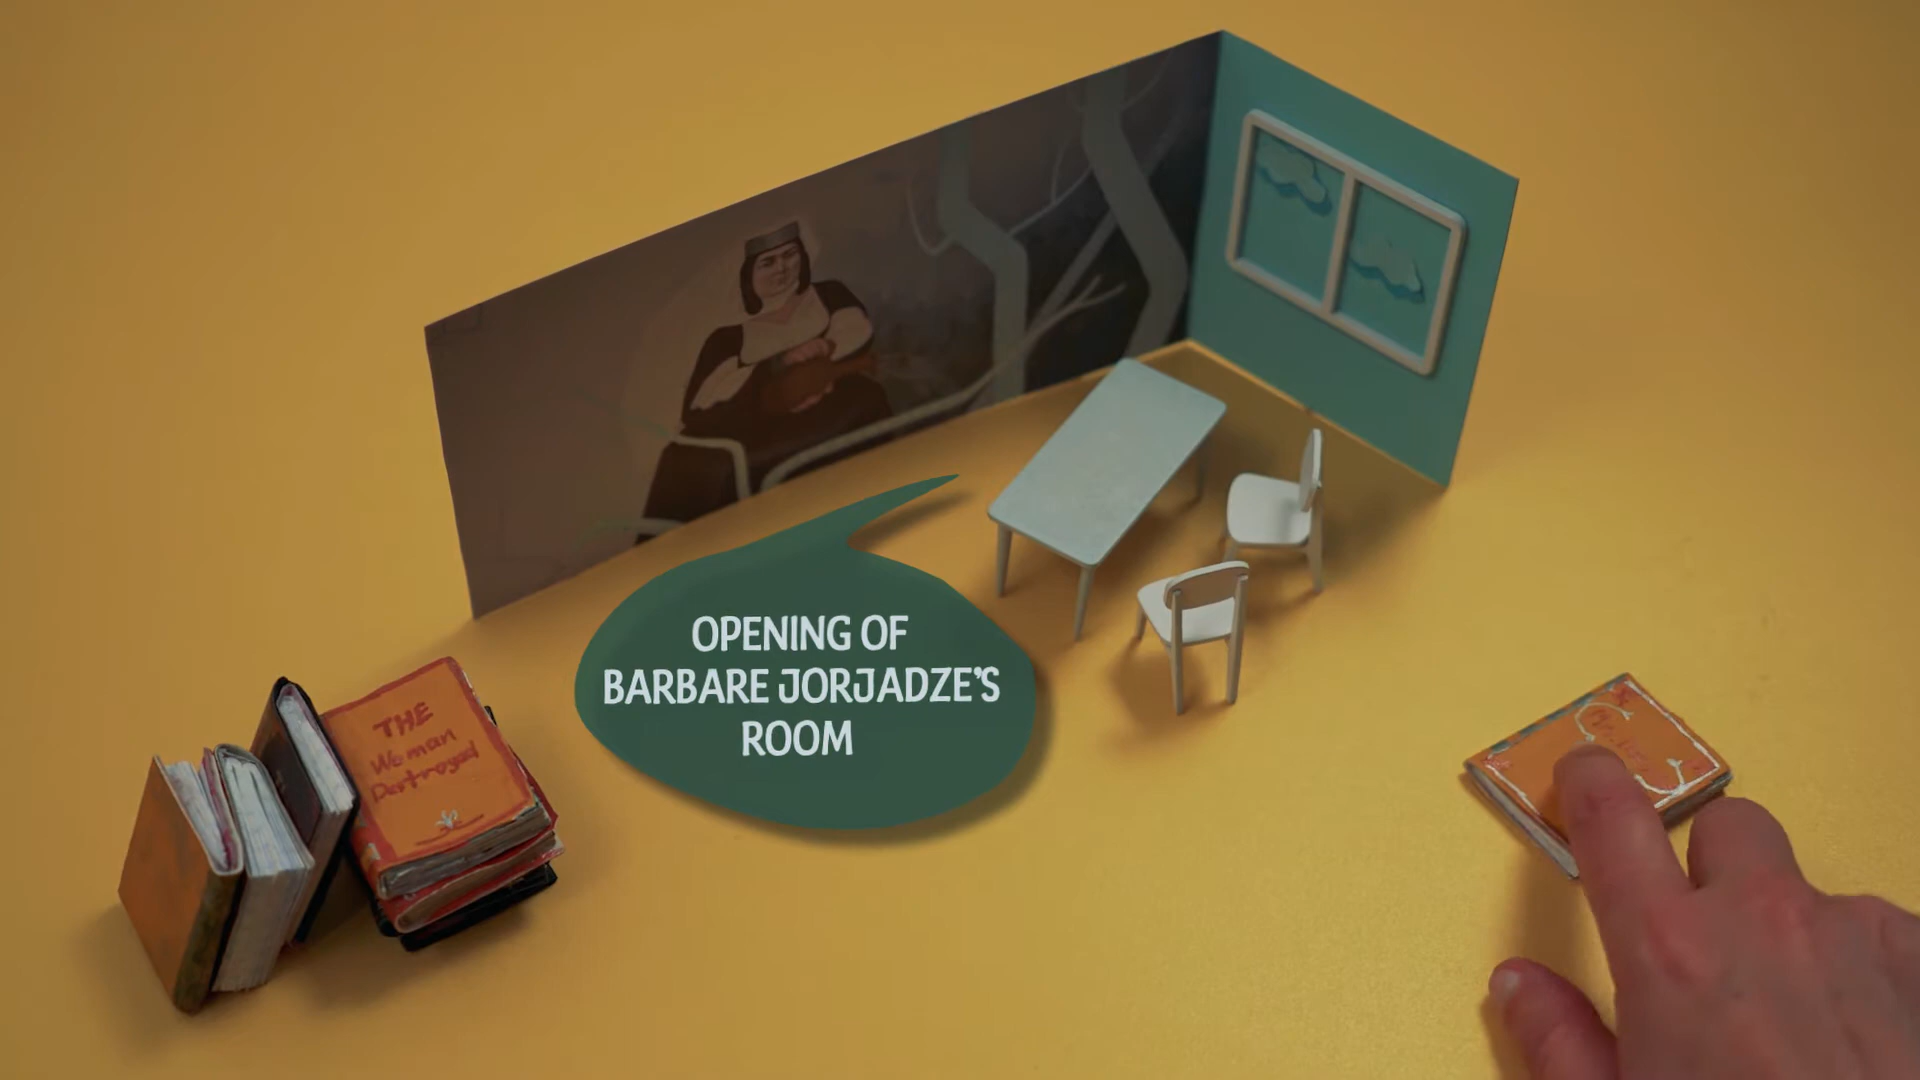 OPENING OF
BARBARE JORJADZE'S
ROOM
THE
Woman
Destroyed